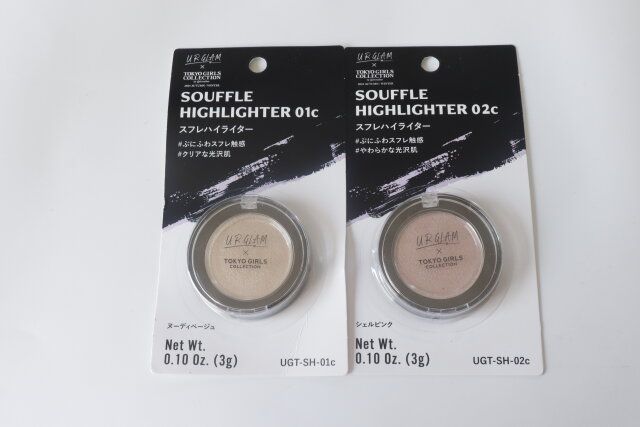 URGLAM
×
TOKYO GIRLS
COLLECTION
SOUFFLE
HIGHLIGHTER 01c
スフレハイライター
#ぷにふわスフレ触感
#クリアな光沢肌
URGLAM
×
TOKYO GIRLS
COLLECTION
ヌーディベージュ
Net Wt.
0.10 Oz. (3g)
UGT-SH-01c
URGLAM
×
TOKYO GIRLS
COLLECTION
SOUFFLE
HIGHLIGHTER 02c
スフレハイライター
#ぷにふわスフレ触感
#やわらかな光沢肌
URGLAM
×
TOKYO GIRLS
COLLECTION
シェルピンク
Net Wt.
0.10 Oz. (3g)
UGT-SH-02c